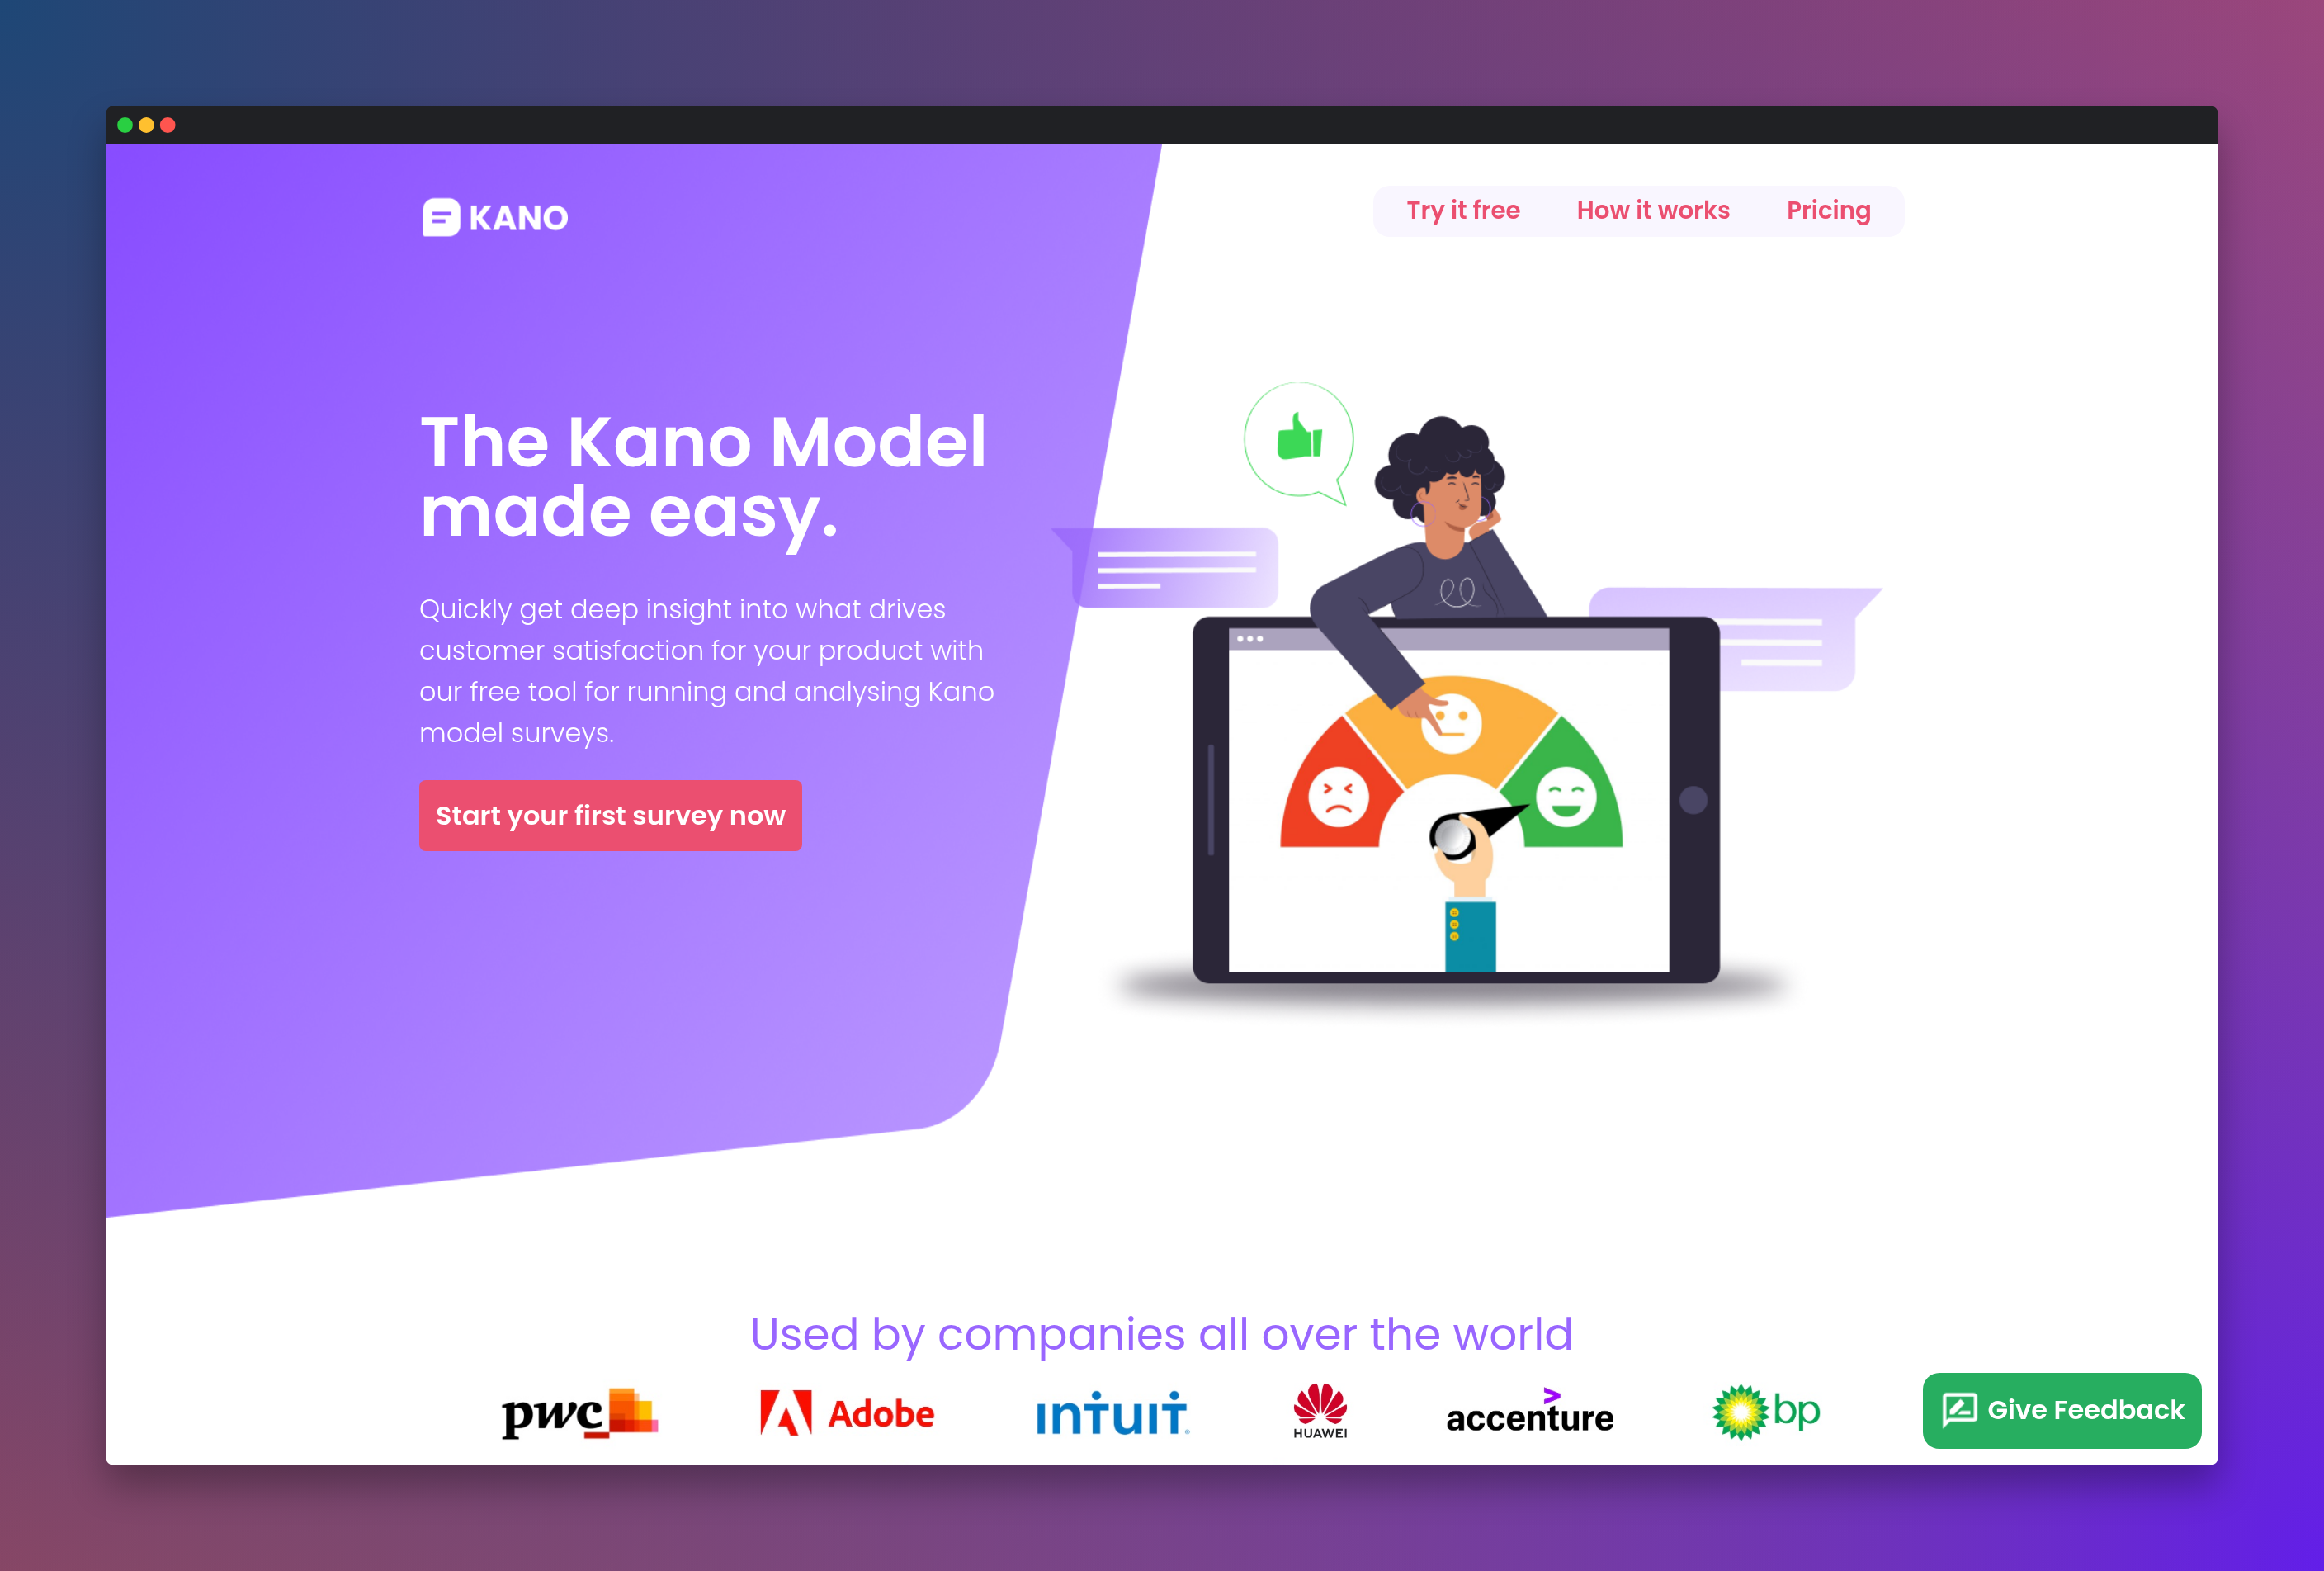 KANO
Try it free
How it works
Pricing
The Kano Model
made easy.
Quickly get deep insight into what drives
customer satisfaction for your product with
our free tool for running and analysing Kano
model surveys.
Start your first survey now
Used by companies all over the world
pwc
Adobe
intuit
HUAWEI
accenture
bp
Give Feedback